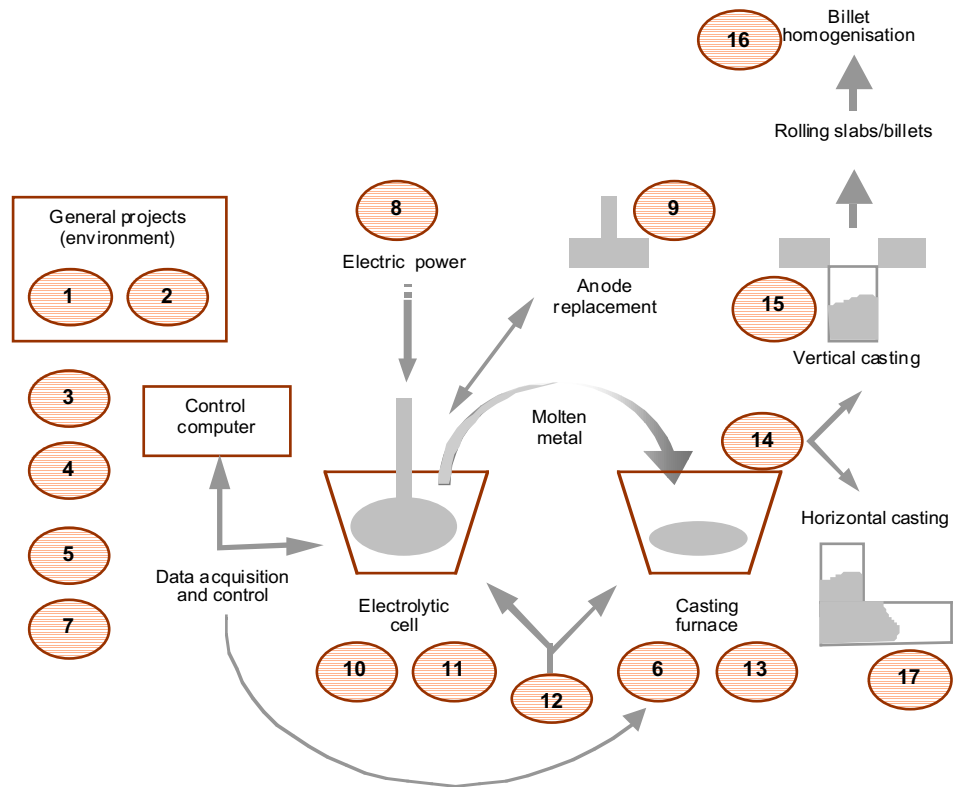 16
Billet
homogenisation
Rolling slabs/billets
General projects
(environment)
1
2
8
Electric power
9
Anode
replacement
15
Vertical casting
3
4
5
7
Control
computer
Molten
metal
14
Horizontal casting
Data acquisition
and control
Electrolytic
cell
10
11
12
Casting
furnace
6
13
17